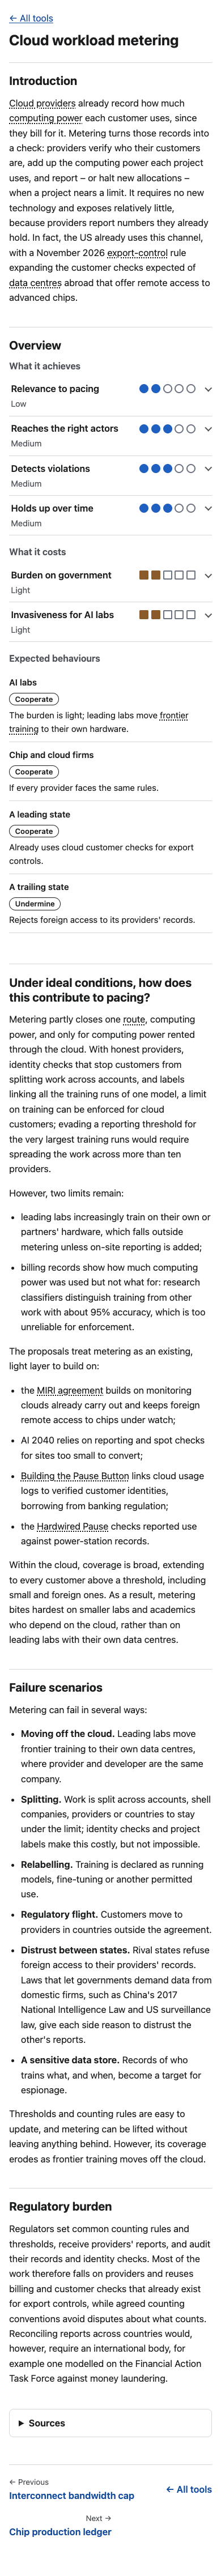 ← All tools
Cloud workload metering
Introduction
Cloud providers already record how much
computing power each customer uses, since
they bill for it. Metering turns those records into
a check: providers verify who their customers
are, add up the computing power each project
uses, and report – or halt new allocations –
when a project nears a limit. It requires no new
technology and exposes relatively little,
because providers report numbers they already
hold. In fact, the US already uses this channel,
with a November 2026 export-control rule
expanding the customer checks expected of
data centres abroad that offer remote access to
advanced chips.
Overview
What it achieves
Relevance to pacing
Low
Reaches the right actors
Medium
Detects violations
Medium
Holds up over time
Medium
What it costs
Burden on government
Light
Invasiveness for AI labs
Light
Expected behaviours
AI labs
Cooperate
The burden is light; leading labs move frontier
training to their own hardware.
Chip and cloud firms
Cooperate
If every provider faces the same rules.
A leading state
Cooperate
Already uses cloud customer checks for export
controls.
A trailing state
Undermine
Rejects foreign access to its providers' records.
Under ideal conditions, how does
this contribute to pacing?
Metering partly closes one route, computing
power, and only for computing power rented
through the cloud. With honest providers,
identity checks that stop customers from
splitting work across accounts, and labels
linking all the training runs of one model, a limit
on training can be enforced for cloud
customers; evading a reporting threshold for
the very largest training runs would require
spreading the work across more than ten
providers.
However, two limits remain:
• leading labs increasingly train on their own or
partners' hardware, which falls outside
metering unless on-site reporting is added;
• billing records show how much computing
power was used but not what for: research
classifiers distinguish training from other
work with about 95% accuracy, which is too
unreliable for enforcement.
The proposals treat metering as an existing,
light layer to build on:
• the MIRI agreement builds on monitoring
clouds already carry out and keeps foreign
remote access to chips under watch;
• AI 2040 relies on reporting and spot checks
for sites too small to convert;
• Building the Pause Button links cloud usage
logs to verified customer identities,
borrowing from banking regulation;
• the Hardwired Pause checks reported use
against power-station records.
Within the cloud, coverage is broad, extending
to every customer above a threshold, including
small and foreign ones. As a result, metering
bites hardest on smaller labs and academics
who depend on the cloud, rather than on
leading labs with their own data centres.
Failure scenarios
Metering can fail in several ways:
• Moving off the cloud. Leading labs move
frontier training to their own data centres,
where provider and developer are the same
company.
• Splitting. Work is split across accounts, shell
companies, providers or countries to stay
under the limit; identity checks and project
labels make this costly, but not impossible.
• Relabelling. Training is declared as running
models, fine-tuning or another permitted
use.
• Regulatory flight. Customers move to
providers in countries outside the agreement.
• Distrust between states. Rival states refuse
foreign access to their providers' records.
Laws that let governments demand data from
domestic firms, such as China's 2017
National Intelligence Law and US surveillance
law, give each side reason to distrust the
other's reports.
• A sensitive data store. Records of who
trains what, and when, become a target for
espionage.
Thresholds and counting rules are easy to
update, and metering can be lifted without
leaving anything behind. However, its coverage
erodes as frontier training moves off the cloud.
Regulatory burden
Regulators set common counting rules and
thresholds, receive providers' reports, and audit
their records and identity checks. Most of the
work therefore falls on providers and reuses
billing and customer checks that already exist
for export controls, while agreed counting
conventions avoid disputes about what counts.
Reconciling reports across countries would,
however, require an international body, for
example one modelled on the Financial Action
Task Force against money laundering.
▶ Sources
← Previous
Interconnect bandwidth cap
← All tools
Next →
Chip production ledger